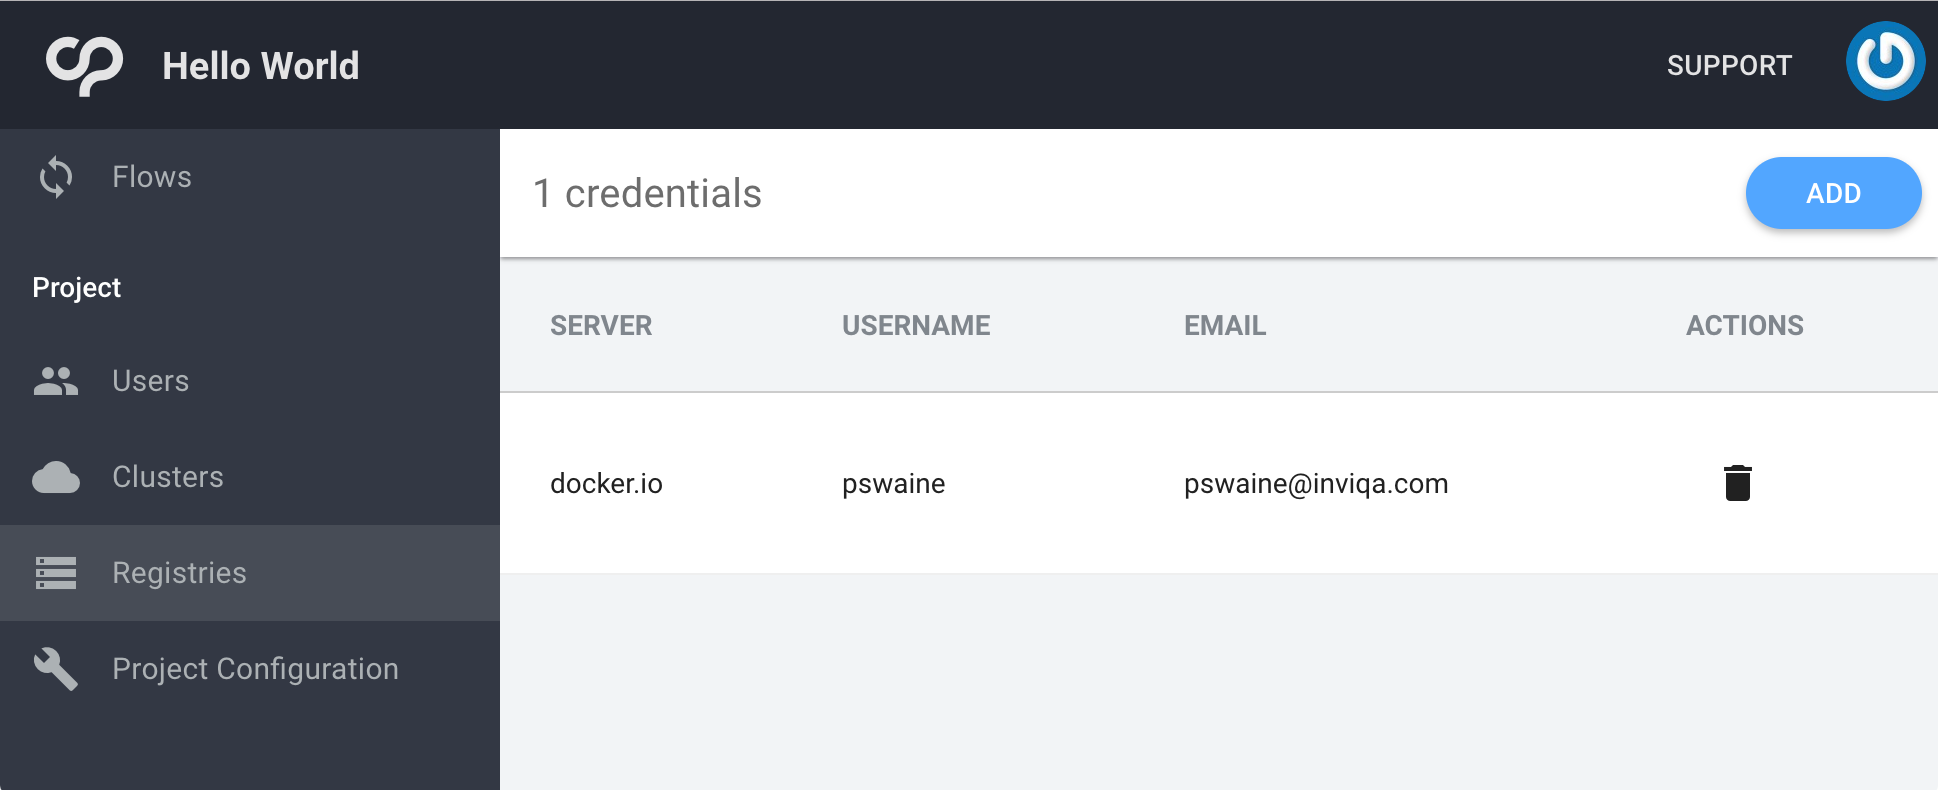 Hello World
SUPPORT
Flows
Project
Users
Clusters
Registries
Project Configuration
1 credentials
ADD
SERVER USERNAME EMAIL ACTIONS
docker.io pswaine pswaine@inviqa.com